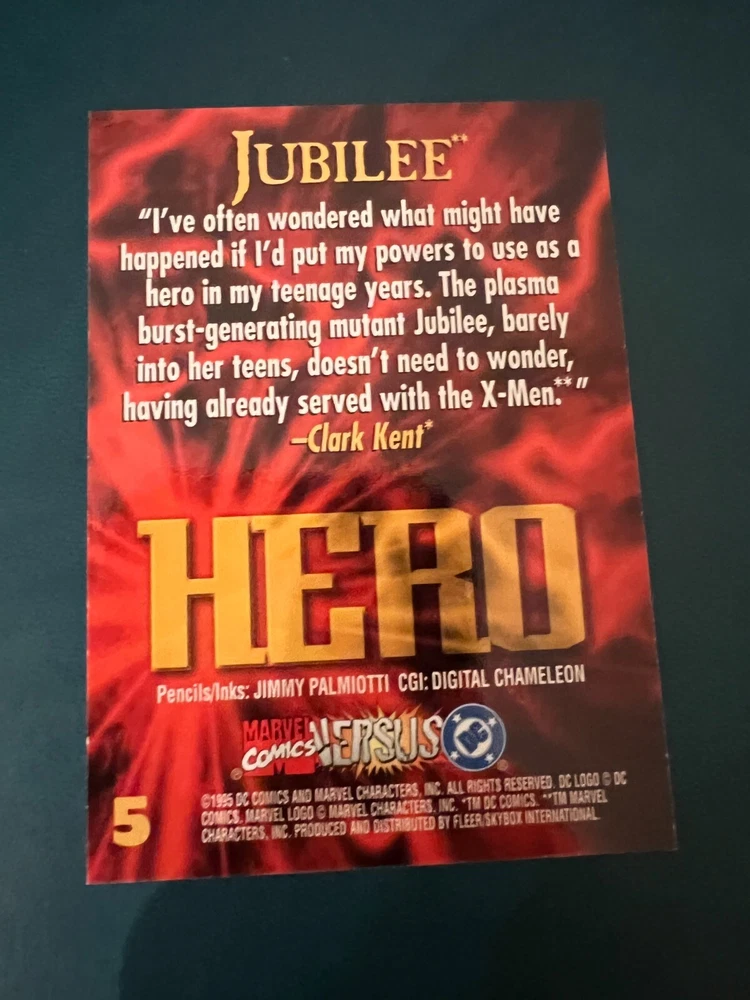 JUBILEE**
“I’ve often wondered what might have
happened if I’d put my powers to use as a
hero in my teenage years. The plasma
burst-generating mutant Jubilee, barely
into her teens, doesn’t need to wonder,
having already served with the X-Men.**”
–Clark Kent*
HERO
Pencils/Inks: JIMMY PALMIOTTI CGI: DIGITAL CHAMELEON
MARVEL COMICS VERSUS DC
®
®
5
©1995 DC COMICS AND MARVEL CHARACTERS, INC. ALL RIGHTS RESERVED. DC LOGO © DC
COMICS, MARVEL LOGO © MARVEL CHARACTERS, INC. *TM DC COMICS. **TM MARVEL
CHARACTERS, INC. PRODUCED AND DISTRIBUTED BY FLEER/SKYBOX INTERNATIONAL.